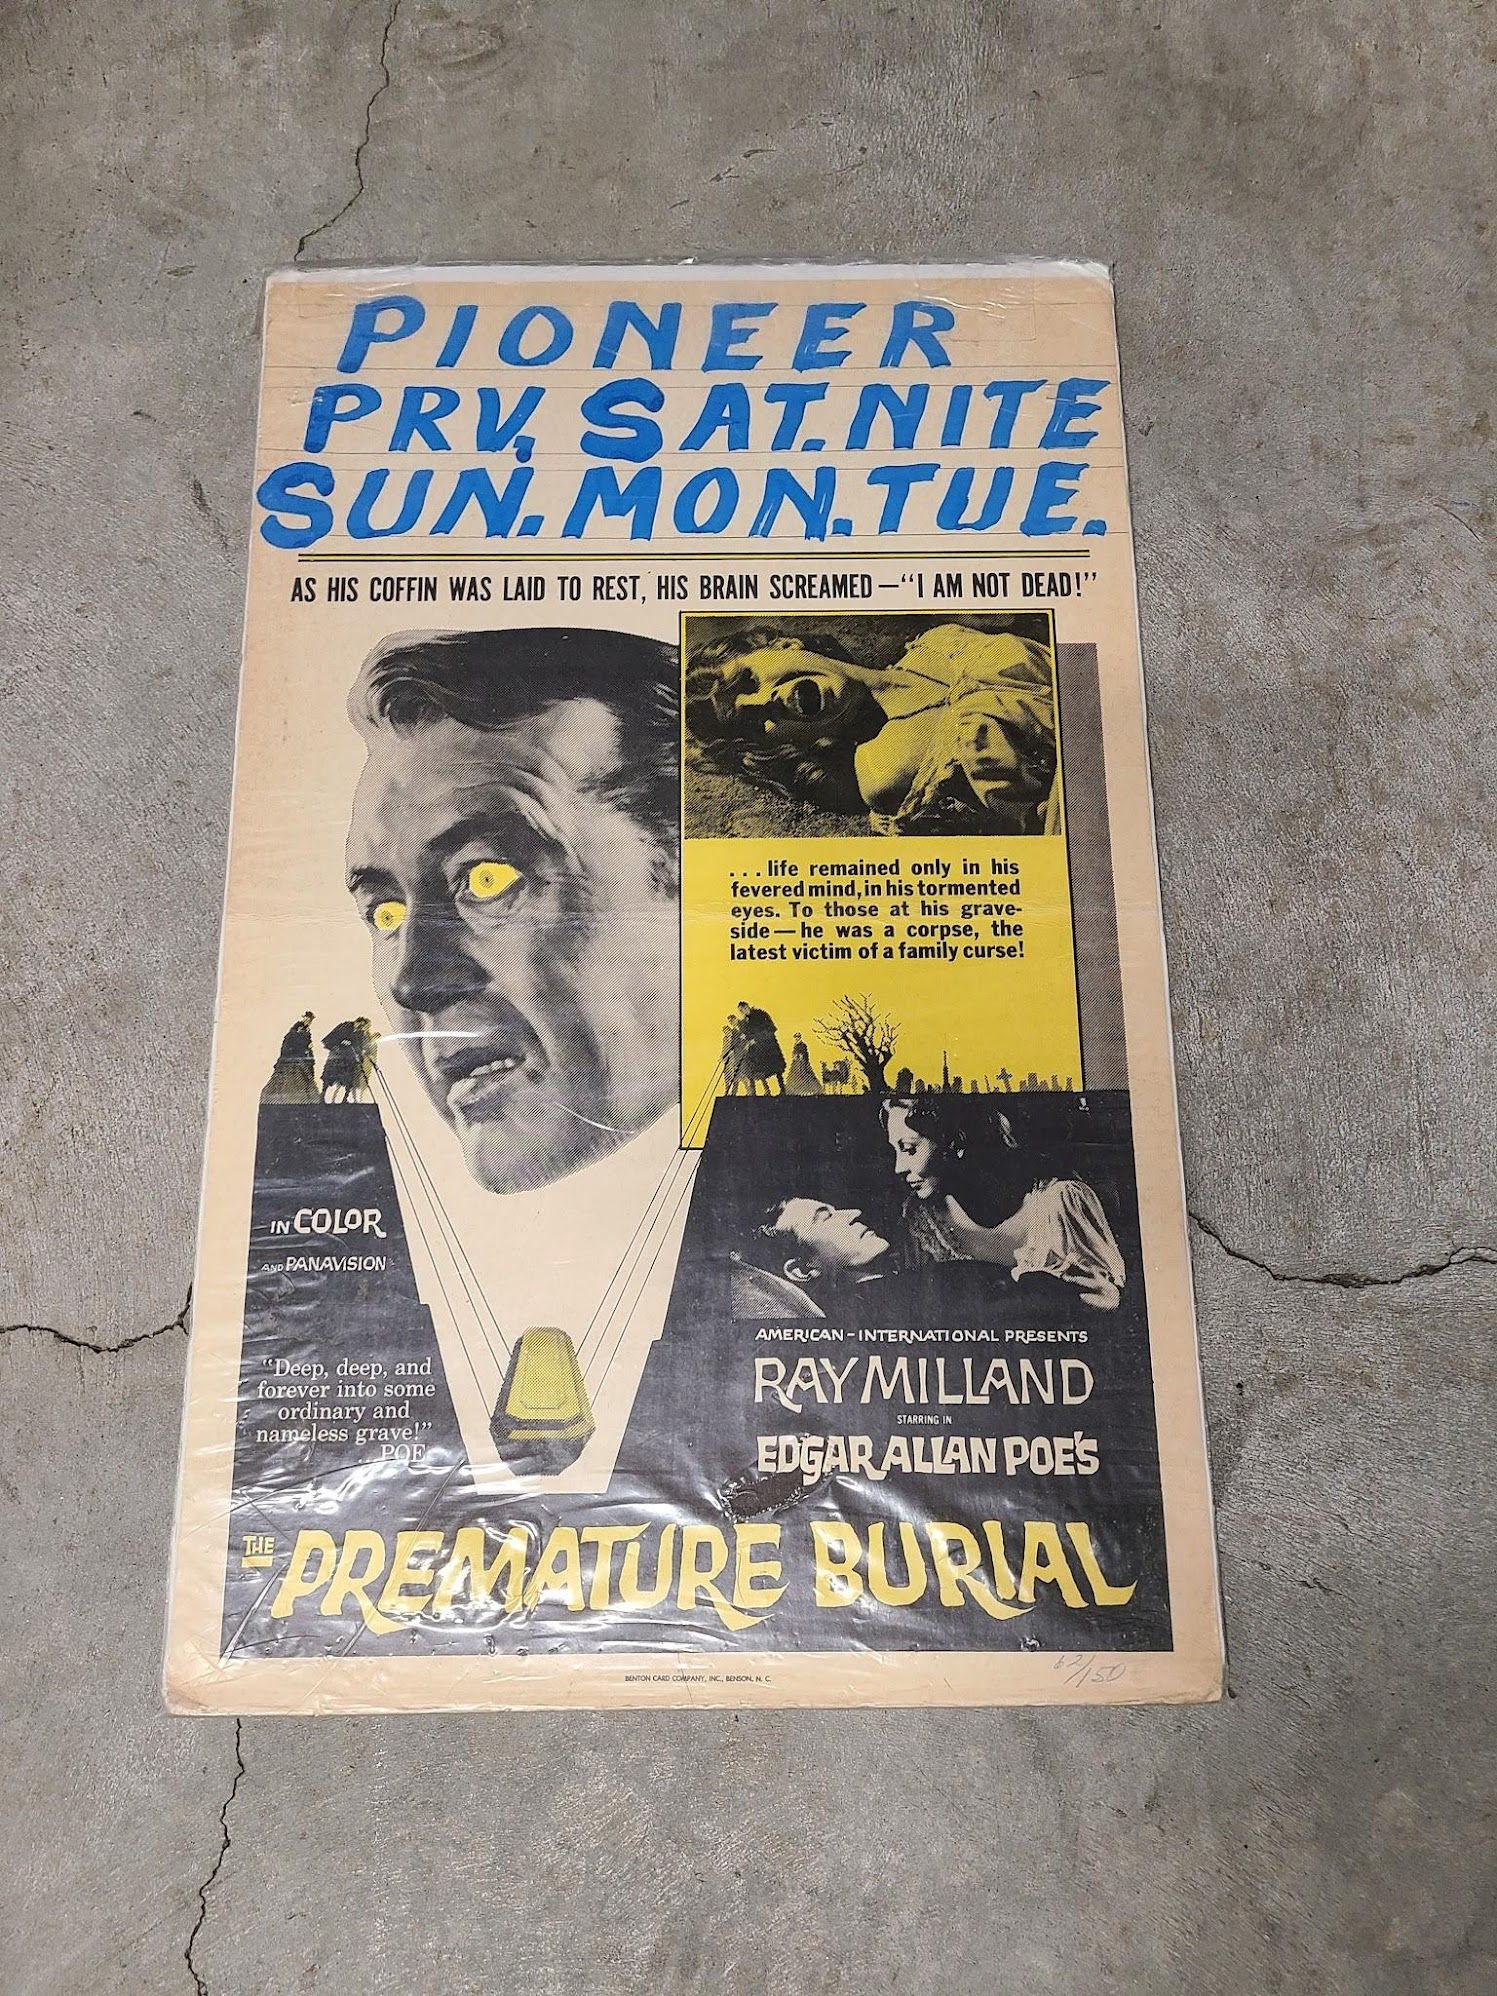 PIONEER
PRV. SAT. NITE
SUN. MON. TUE.
AS HIS COFFIN WAS LAID TO REST, HIS BRAIN SCREAMED—"I AM NOT DEAD!"
...life remained only in his
fevered mind, in his tormented
eyes. To those at his grave-
side—he was a corpse, the
latest victim of a family curse!
IN COLOR
AND PANAVISION
"Deep, deep, and
forever into some
ordinary and
nameless grave!"
...POE
AMERICAN-INTERNATIONAL PRESENTS
RAY MILLAND
STARRING IN
EDGAR ALLAN POE'S
THE PREMATURE BURIAL
BENTON CARD COMPANY, INC., BENSON, N. C.
62/150